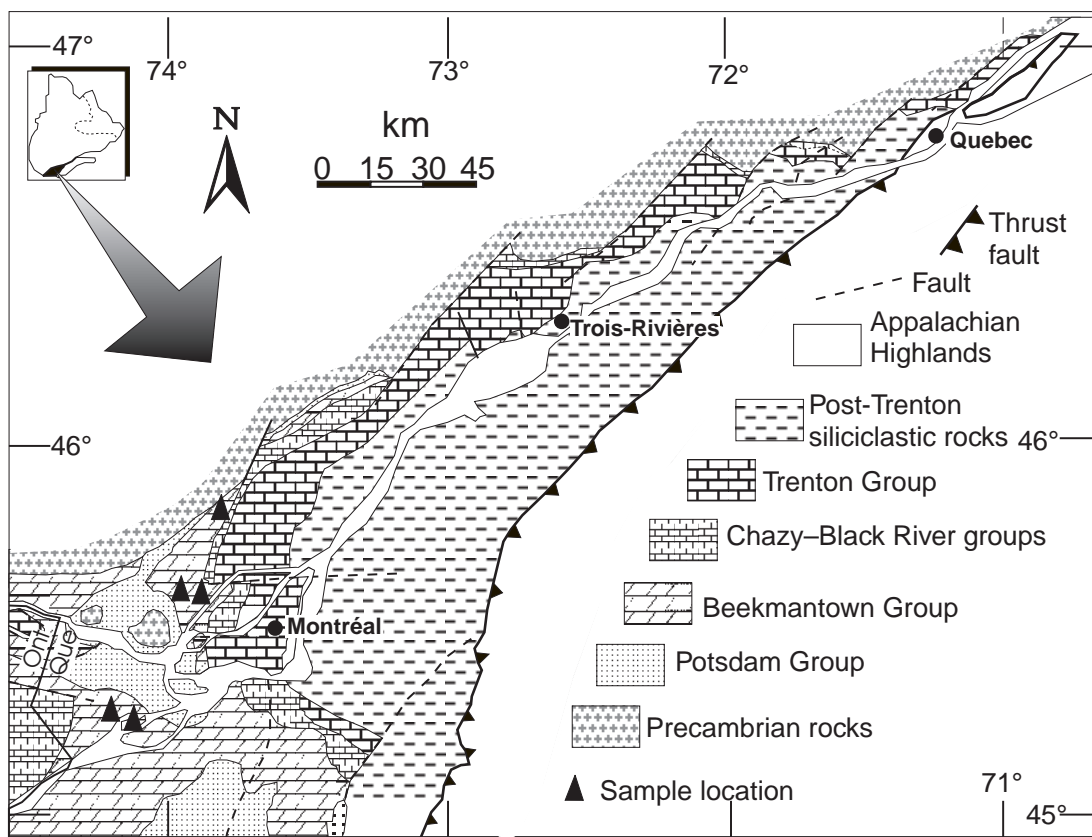 47°
74°
73°
72°
N
km
0 15 30 45
Quebec
Thrust
fault
Fault
Trois-Rivières
Appalachian
Highlands
Post-Trenton
siliciclastic rocks
46°
46°
Trenton Group
Chazy–Black River groups
Beekmantown Group
Montréal
Ont
Que
Potsdam Group
Precambrian rocks
Sample location
71°
45°